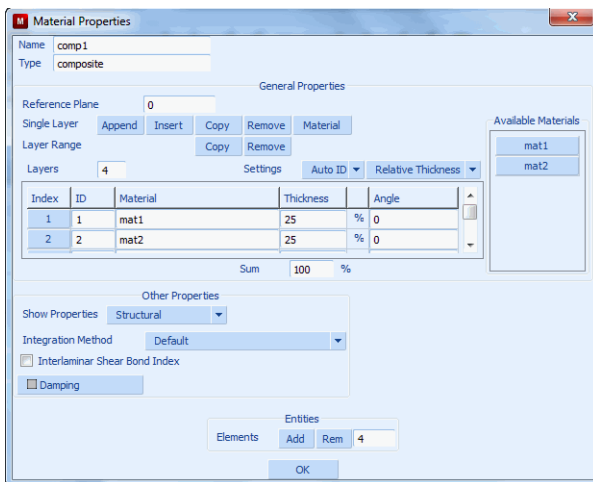 M Material Properties X
Name comp1
Type composite
General Properties
Reference Plane 0
Single Layer Append Insert Copy Remove Material
Layer Range Copy Remove
Layers 4 Settings Auto ID Relative Thickness
Index ID Material Thickness Angle
1 1 mat1 25 % 0
2 2 mat2 25 % 0
Sum 100 %
Available Materials
mat1
mat2
Other Properties
Show Properties Structural
Integration Method Default
Interlaminar Shear Bond Index
Damping
Entities
Elements Add Rem 4
OK